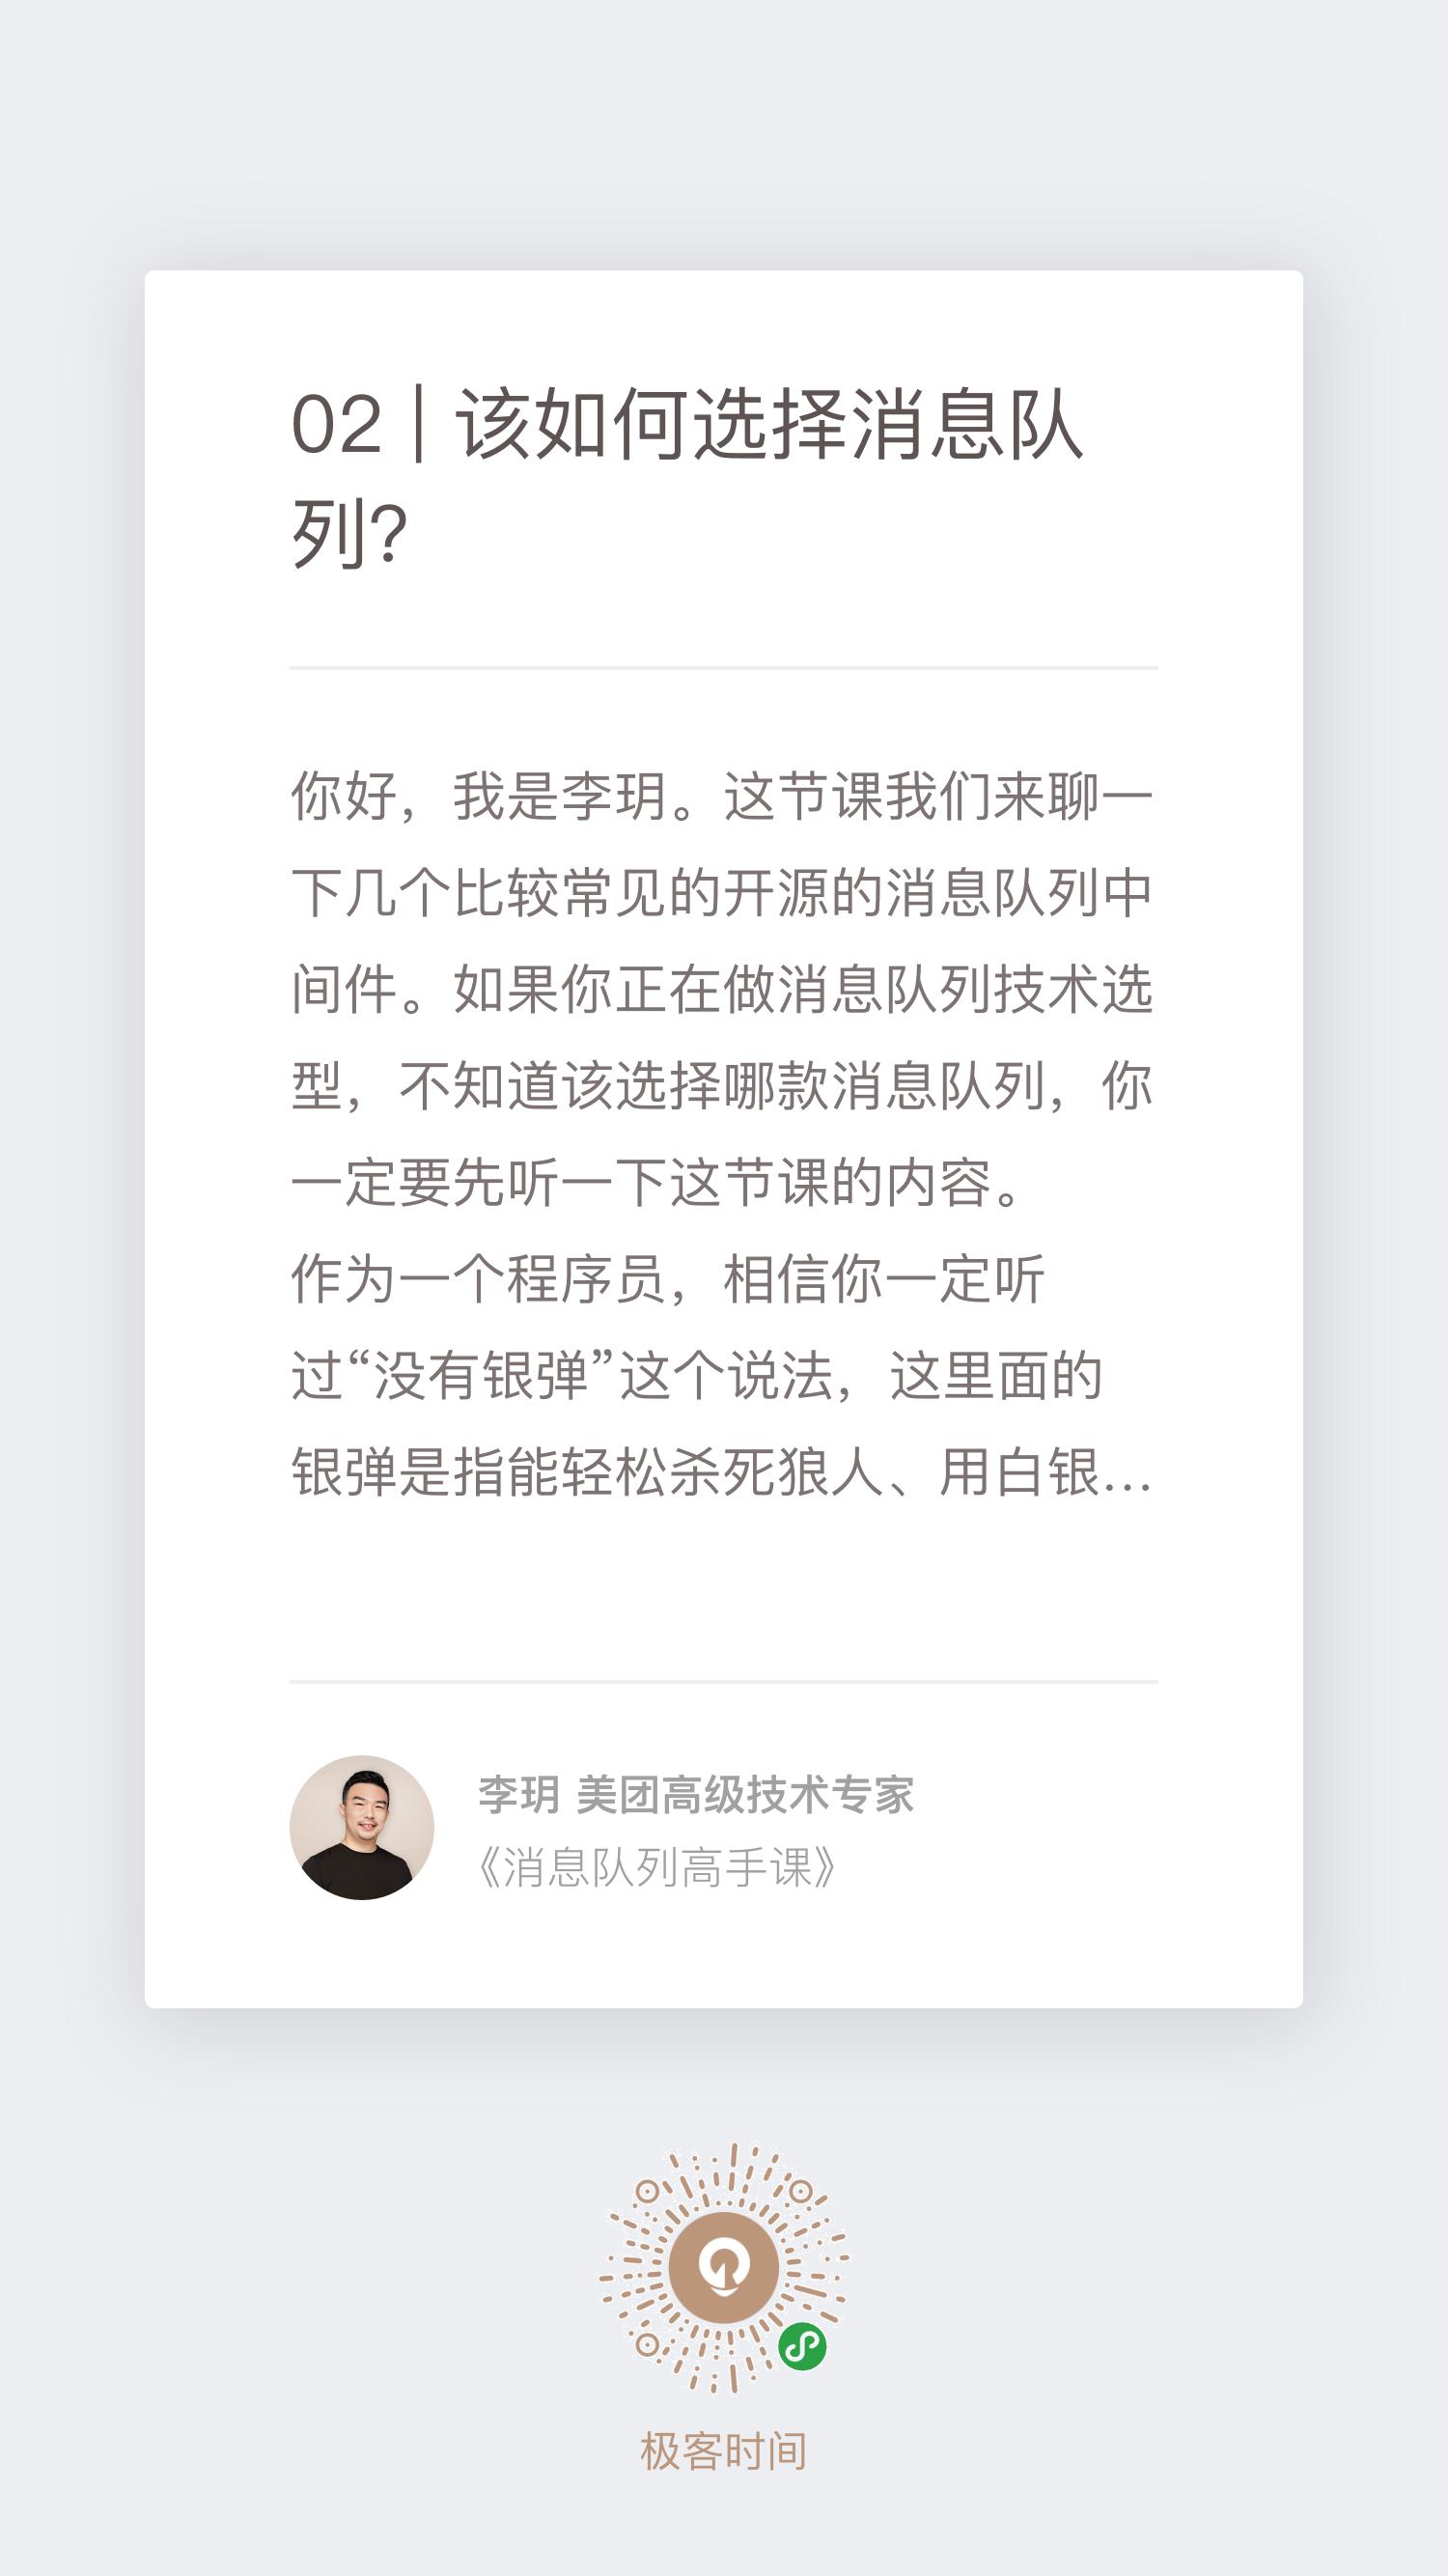 02 | 该如何选择消息队
列?
你好，我是李玥。这节课我们来聊一
下几个比较常见的开源的消息队列中
间件。如果你正在做消息队列技术选
型，不知道该选择哪款消息队列，你
一定要先听一下这节课的内容。
作为一个程序员，相信你一定听
过“没有银弹”这个说法，这里面的
银弹是指能轻松杀死狼人、用白银...
李玥 美团高级技术专家
《消息队列高手课》
极客时间